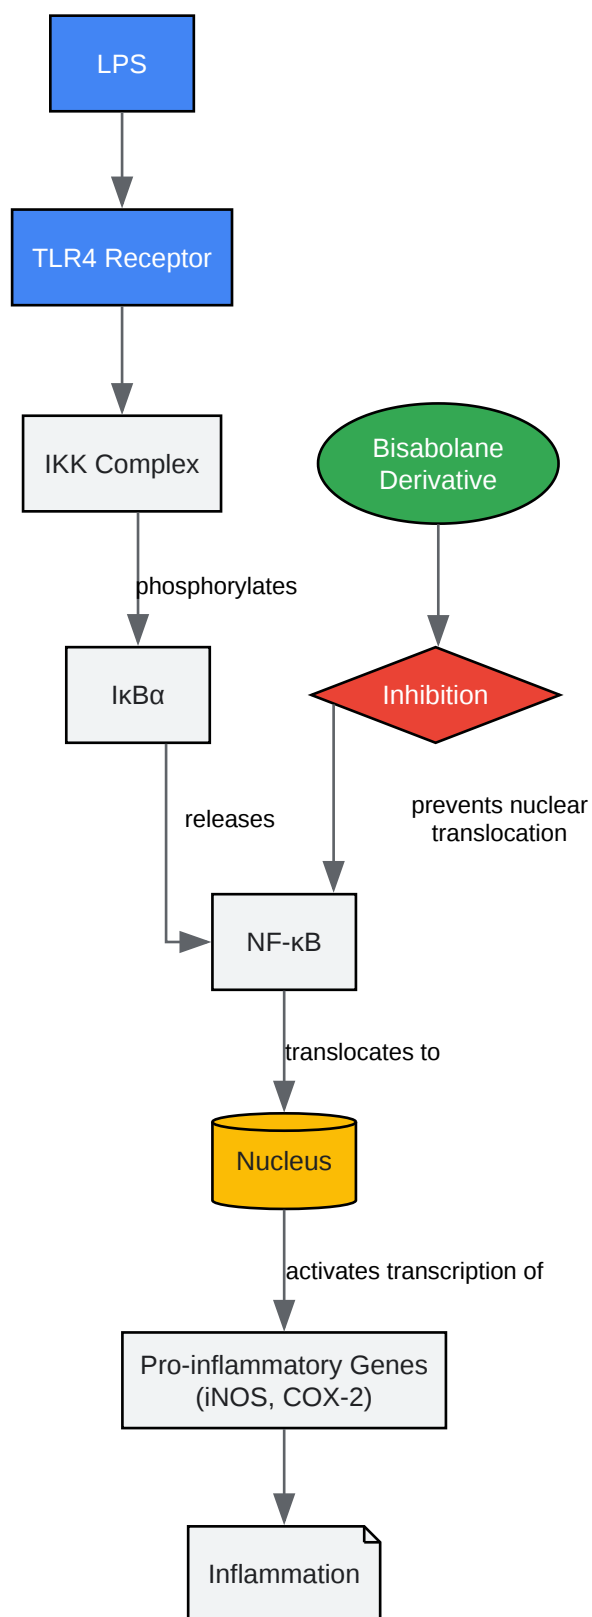 LPS
TLR4 Receptor
IKK Complex
Bisabolane
Derivative
phosphorylates
IκBα
Inhibition
releases
prevents nuclear
translocation
NF-κB
translocates to
Nucleus
activates transcription of
Pro-inflammatory Genes
(iNOS, COX-2)
Inflammation